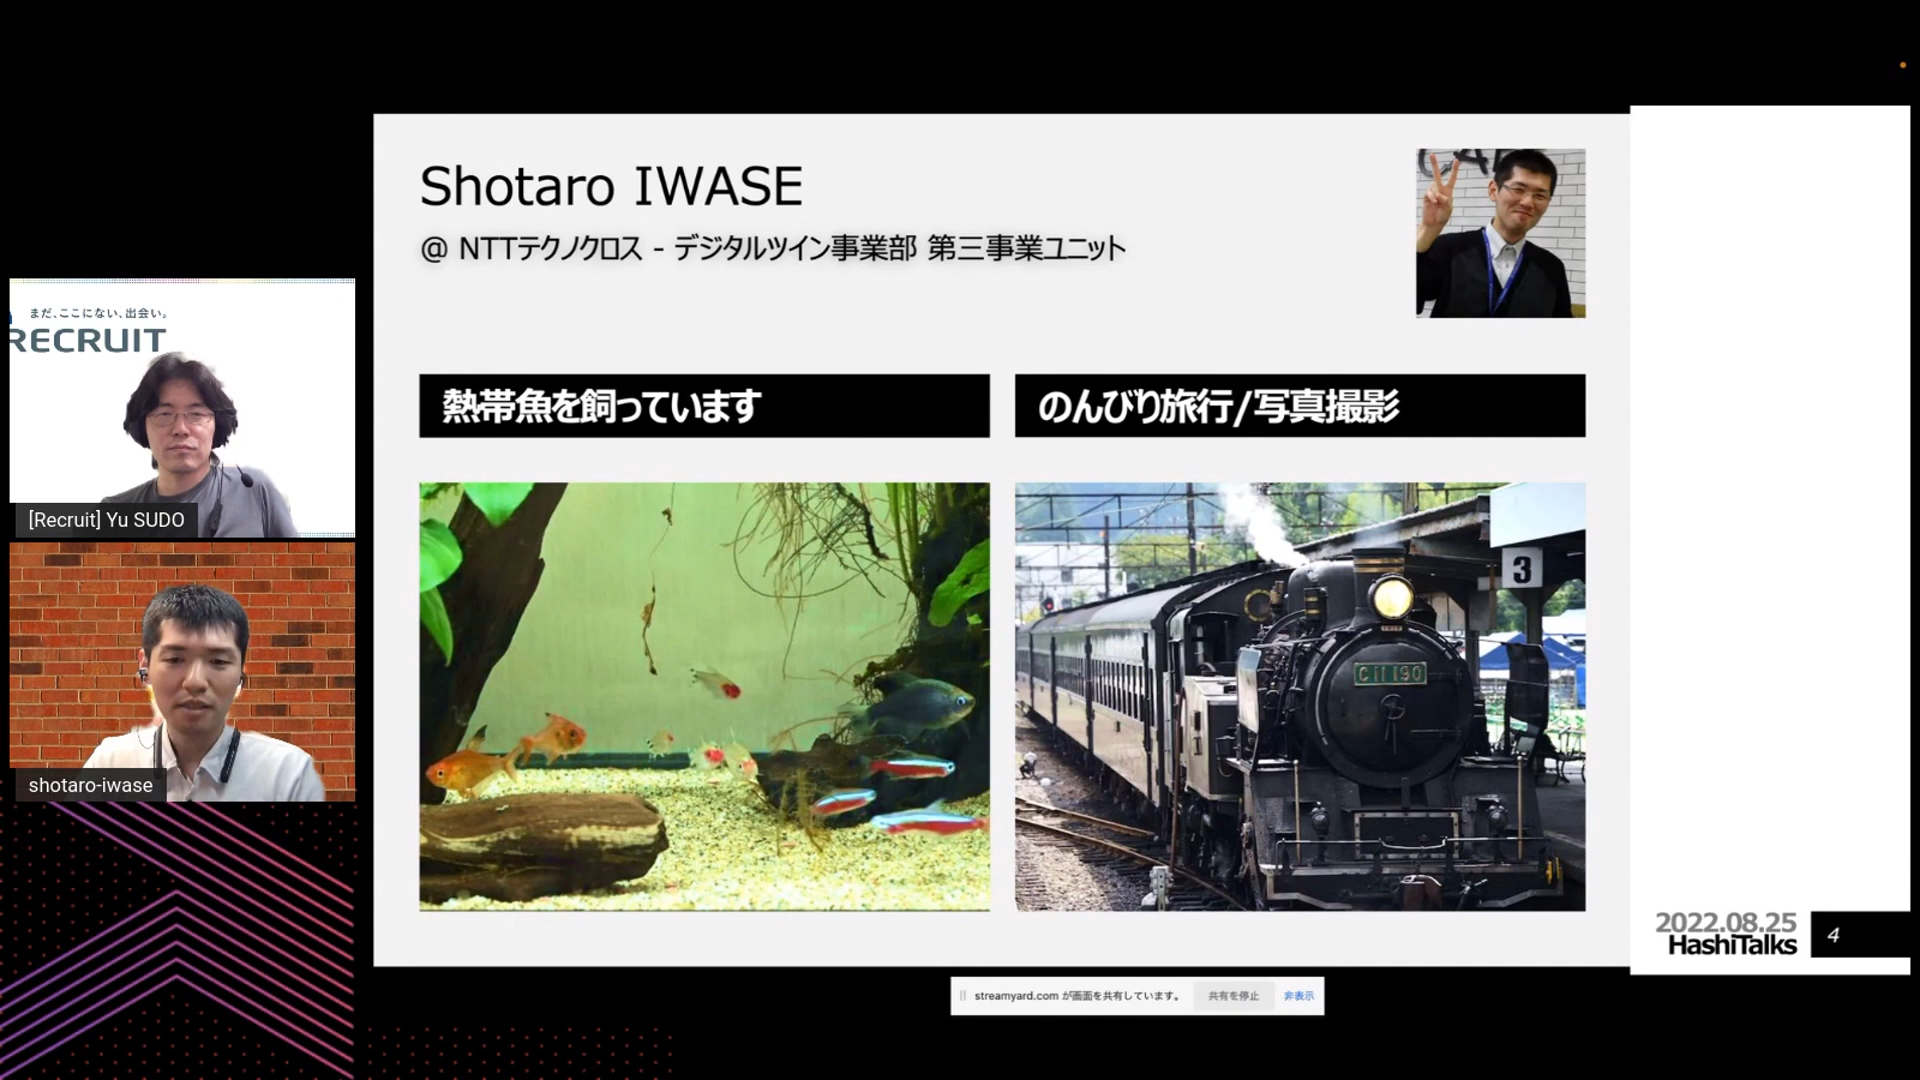 Shotaro IWASE
@ NTTテクノクロス - デジタルツイン事業部 第三事業ユニット
まだ、ここにない、出会い。
RECRUIT
[Recruit] Yu SUDO
熱帯魚を飼っています
のんびり旅行/写真撮影
3
C11 190
shotaro-iwase
2022.08.25
HashiTalks
4
streamyard.com が画面を共有しています。
共有を停止
非表示